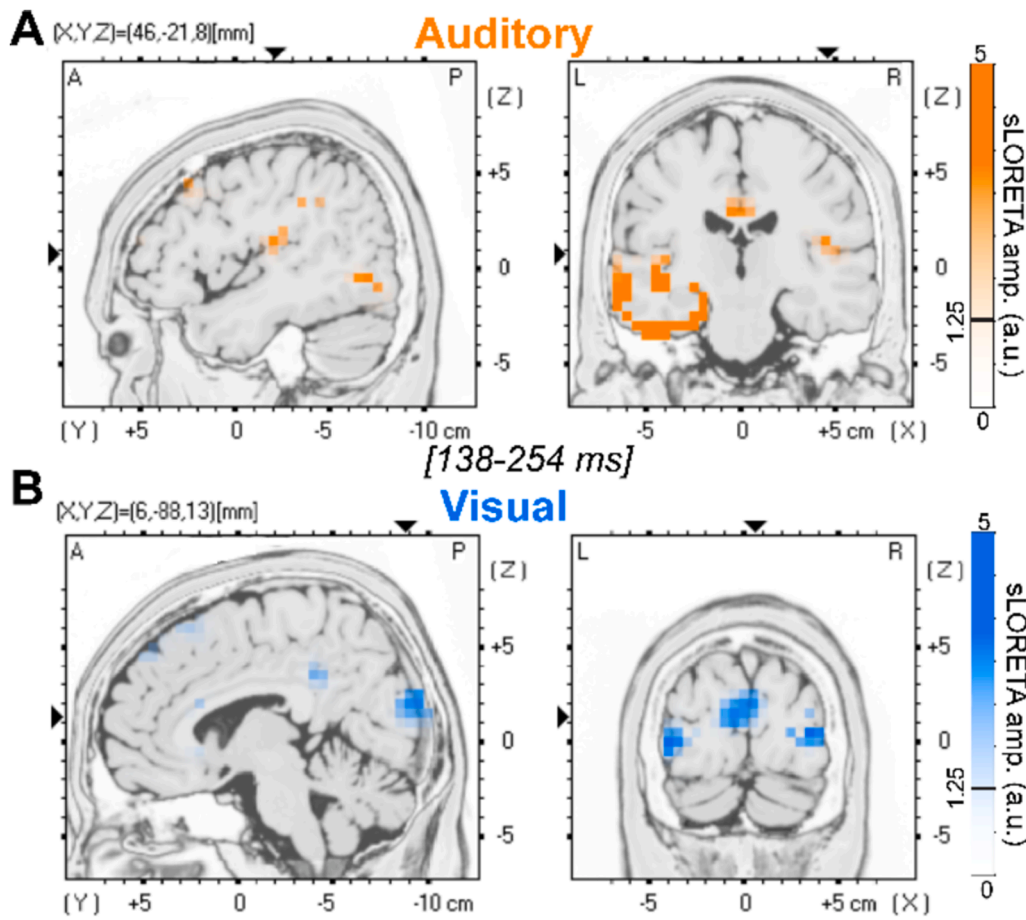 A (X,Y,Z)=(46,-21,8)[mm] Auditory
A P (Z) L R (Z)
+5 +5
0 0
-5 -5
(Y) +5 0 -5 -10 cm -5 0 +5 cm (X)
5
sLORETA amp. (a.u.)
1.25
0
[138-254 ms]
B (X,Y,Z)=(6,-88,13)[mm] Visual
A P (Z) L R (Z)
+5 +5
0 0
-5 -5
(Y) +5 0 -5 -10 cm -5 0 +5 cm (X)
5
sLORETA amp. (a.u.)
1.25
0